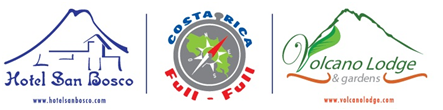 Hotel San Bosco
www.hotelsanbosco.com
COSTA RICA
Full - Full
Volcano Lodge
& gardens
www.volcanolodge.com